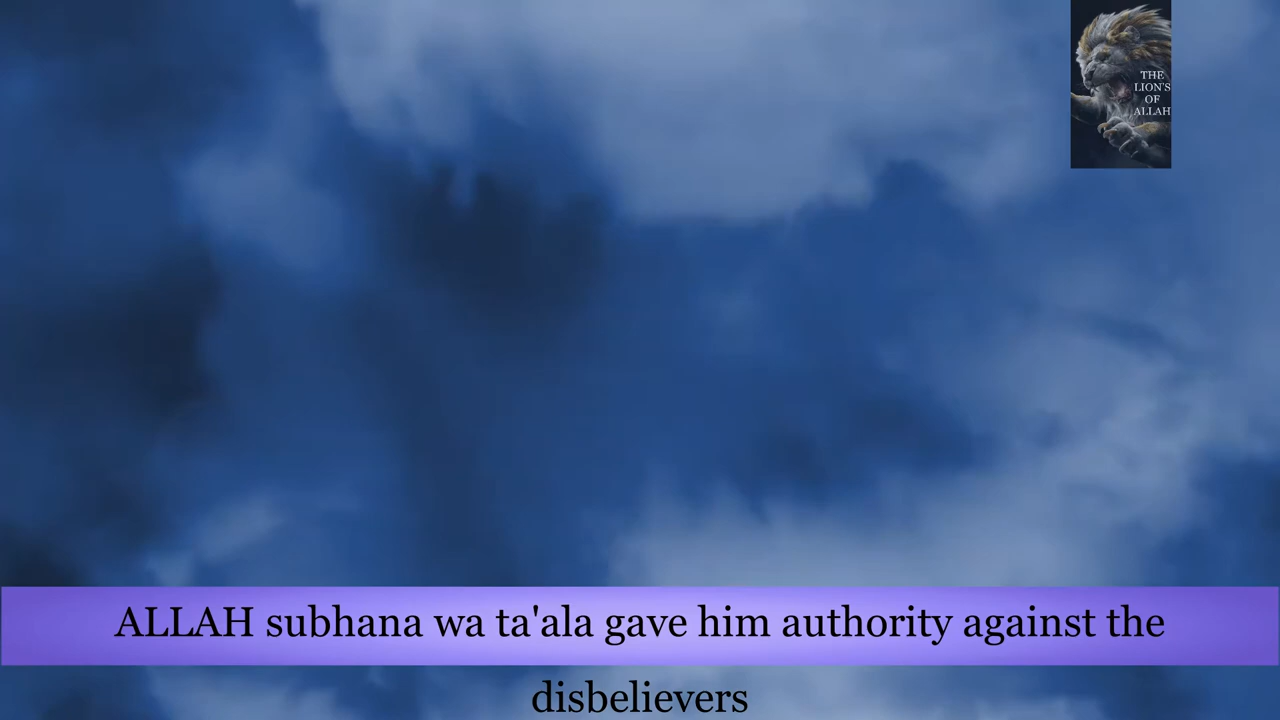 THE
LION'S
OF
ALLAH
ALLAH subhana wa ta'ala gave him authority against the
disbelievers